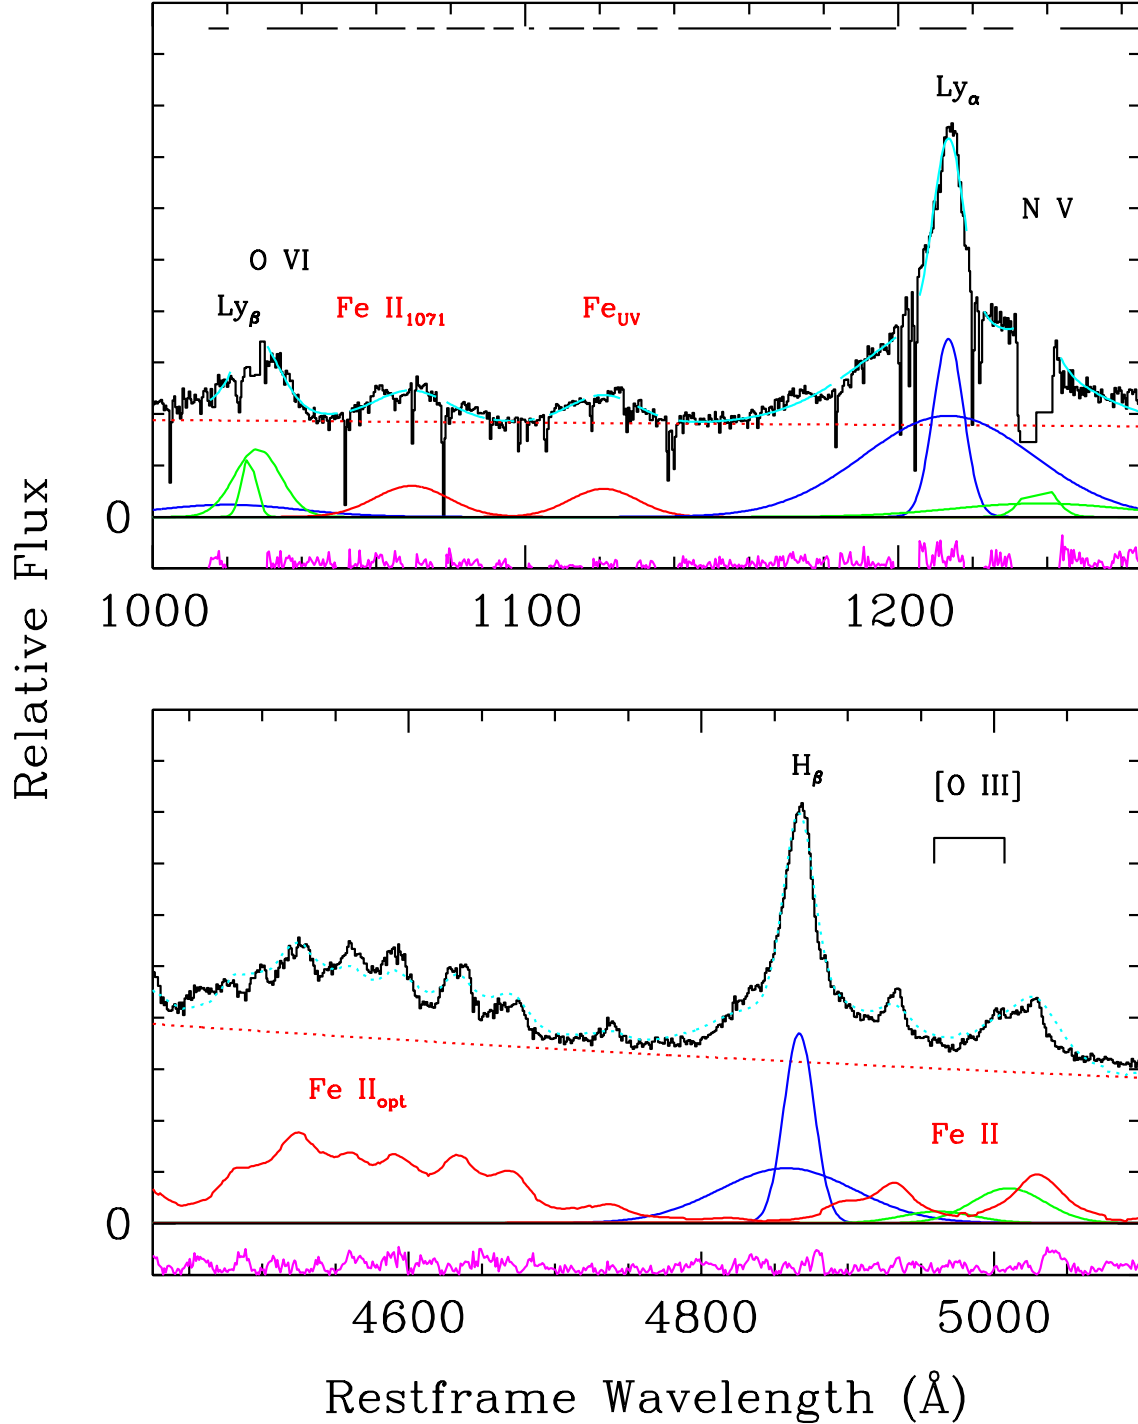 Ly_α
N V
O VI
Ly_β
Fe II_1071
Fe_UV
0
1000
1100
1200
Relative Flux
H_β
[O III]
Fe II_opt
Fe II
0
4600
4800
5000
Restframe Wavelength (Å)